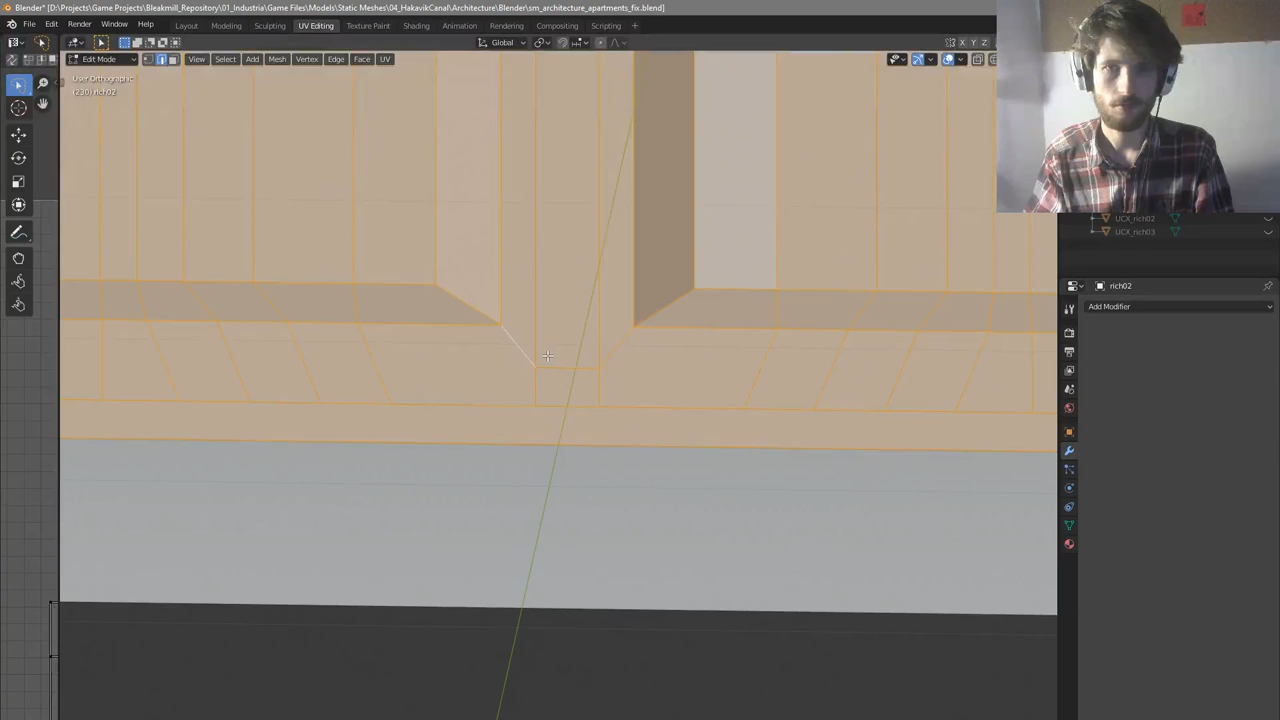 Blender* [D:\Projects\Game Projects\Bleakmill_Repository\01_Industria\Game Files\Models\Static Meshes\04_HakavikCanal\Architecture\Blender\sm_architecture_apartments_fix.blend]
File Edit Render Window Help Layout Modeling Sculpting UV Editing Texture Paint Shading Animation Rendering Compositing Scripting +
Global X Y Z
Edit Mode View Select Add Mesh Vertex Edge Face UV
User Orthographic
(230) rich02
UCX_rich02
UCX_rich03
rich02
Add Modifier